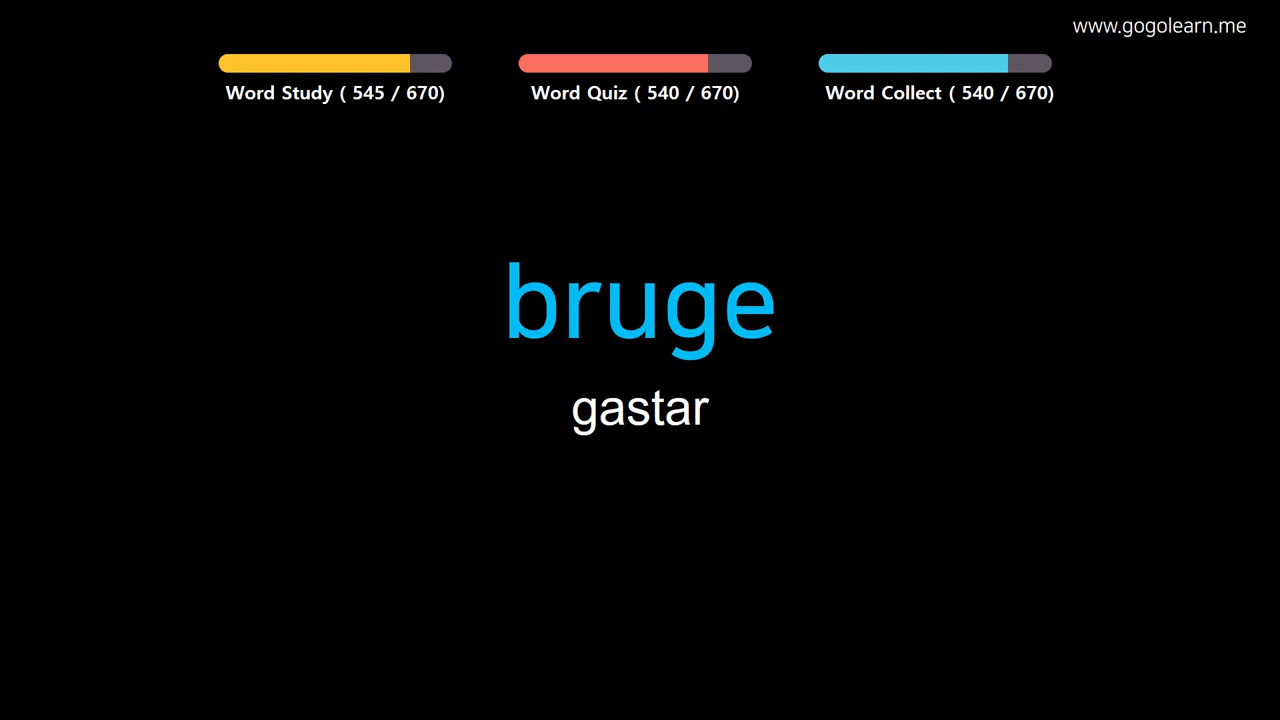 www.gogolearn.me
Word Study ( 545 / 670)
Word Quiz ( 540 / 670)
Word Collect ( 540 / 670)
bruge
gastar